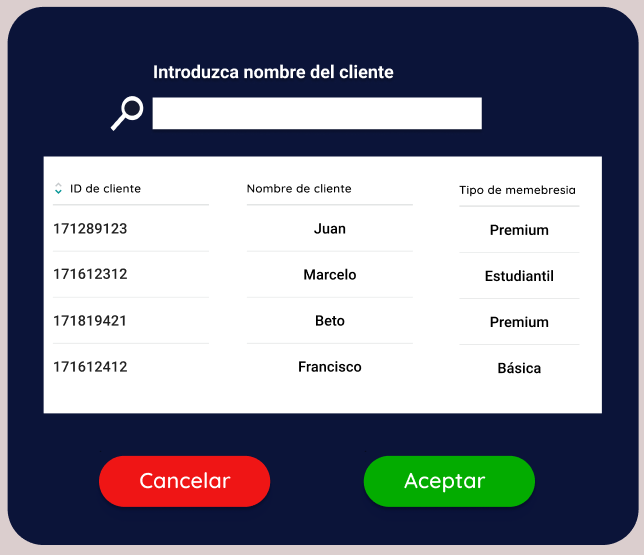 Introduzca nombre del cliente
ID de cliente Nombre de cliente Tipo de memebresia
171289123 Juan Premium
171612312 Marcelo Estudiantil
171819421 Beto Premium
171612412 Francisco Básica
Cancelar Aceptar